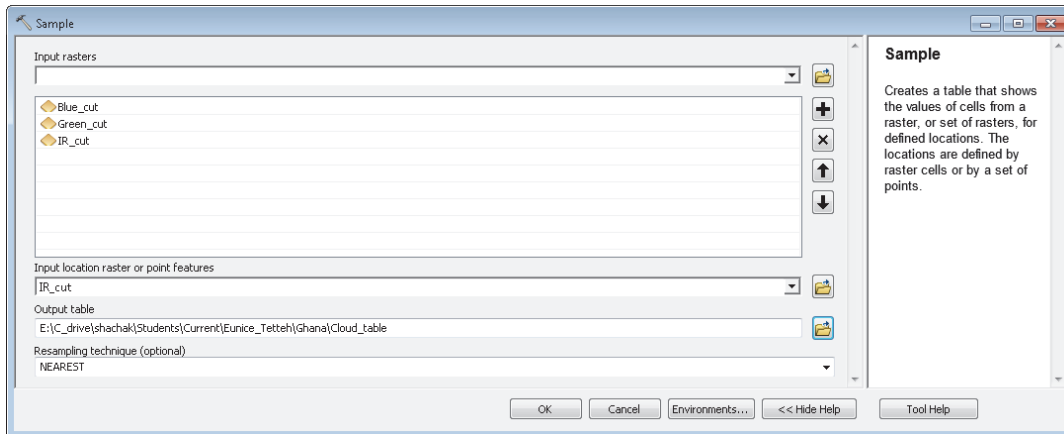 Sample
Input rasters
Blue_cut
Green_cut
IR_cut
Input location raster or point features
IR_cut
Output table
E:\C_drive\shachak\Students\Current\Eunice_Tetteh\Ghana\Cloud_table
Resampling technique (optional)
NEAREST
OK
Cancel
Environments...
<< Hide Help
Tool Help
Sample
Creates a table that shows
the values of cells from a
raster, or set of rasters, for
defined locations. The
locations are defined by
raster cells or by a set of
points.